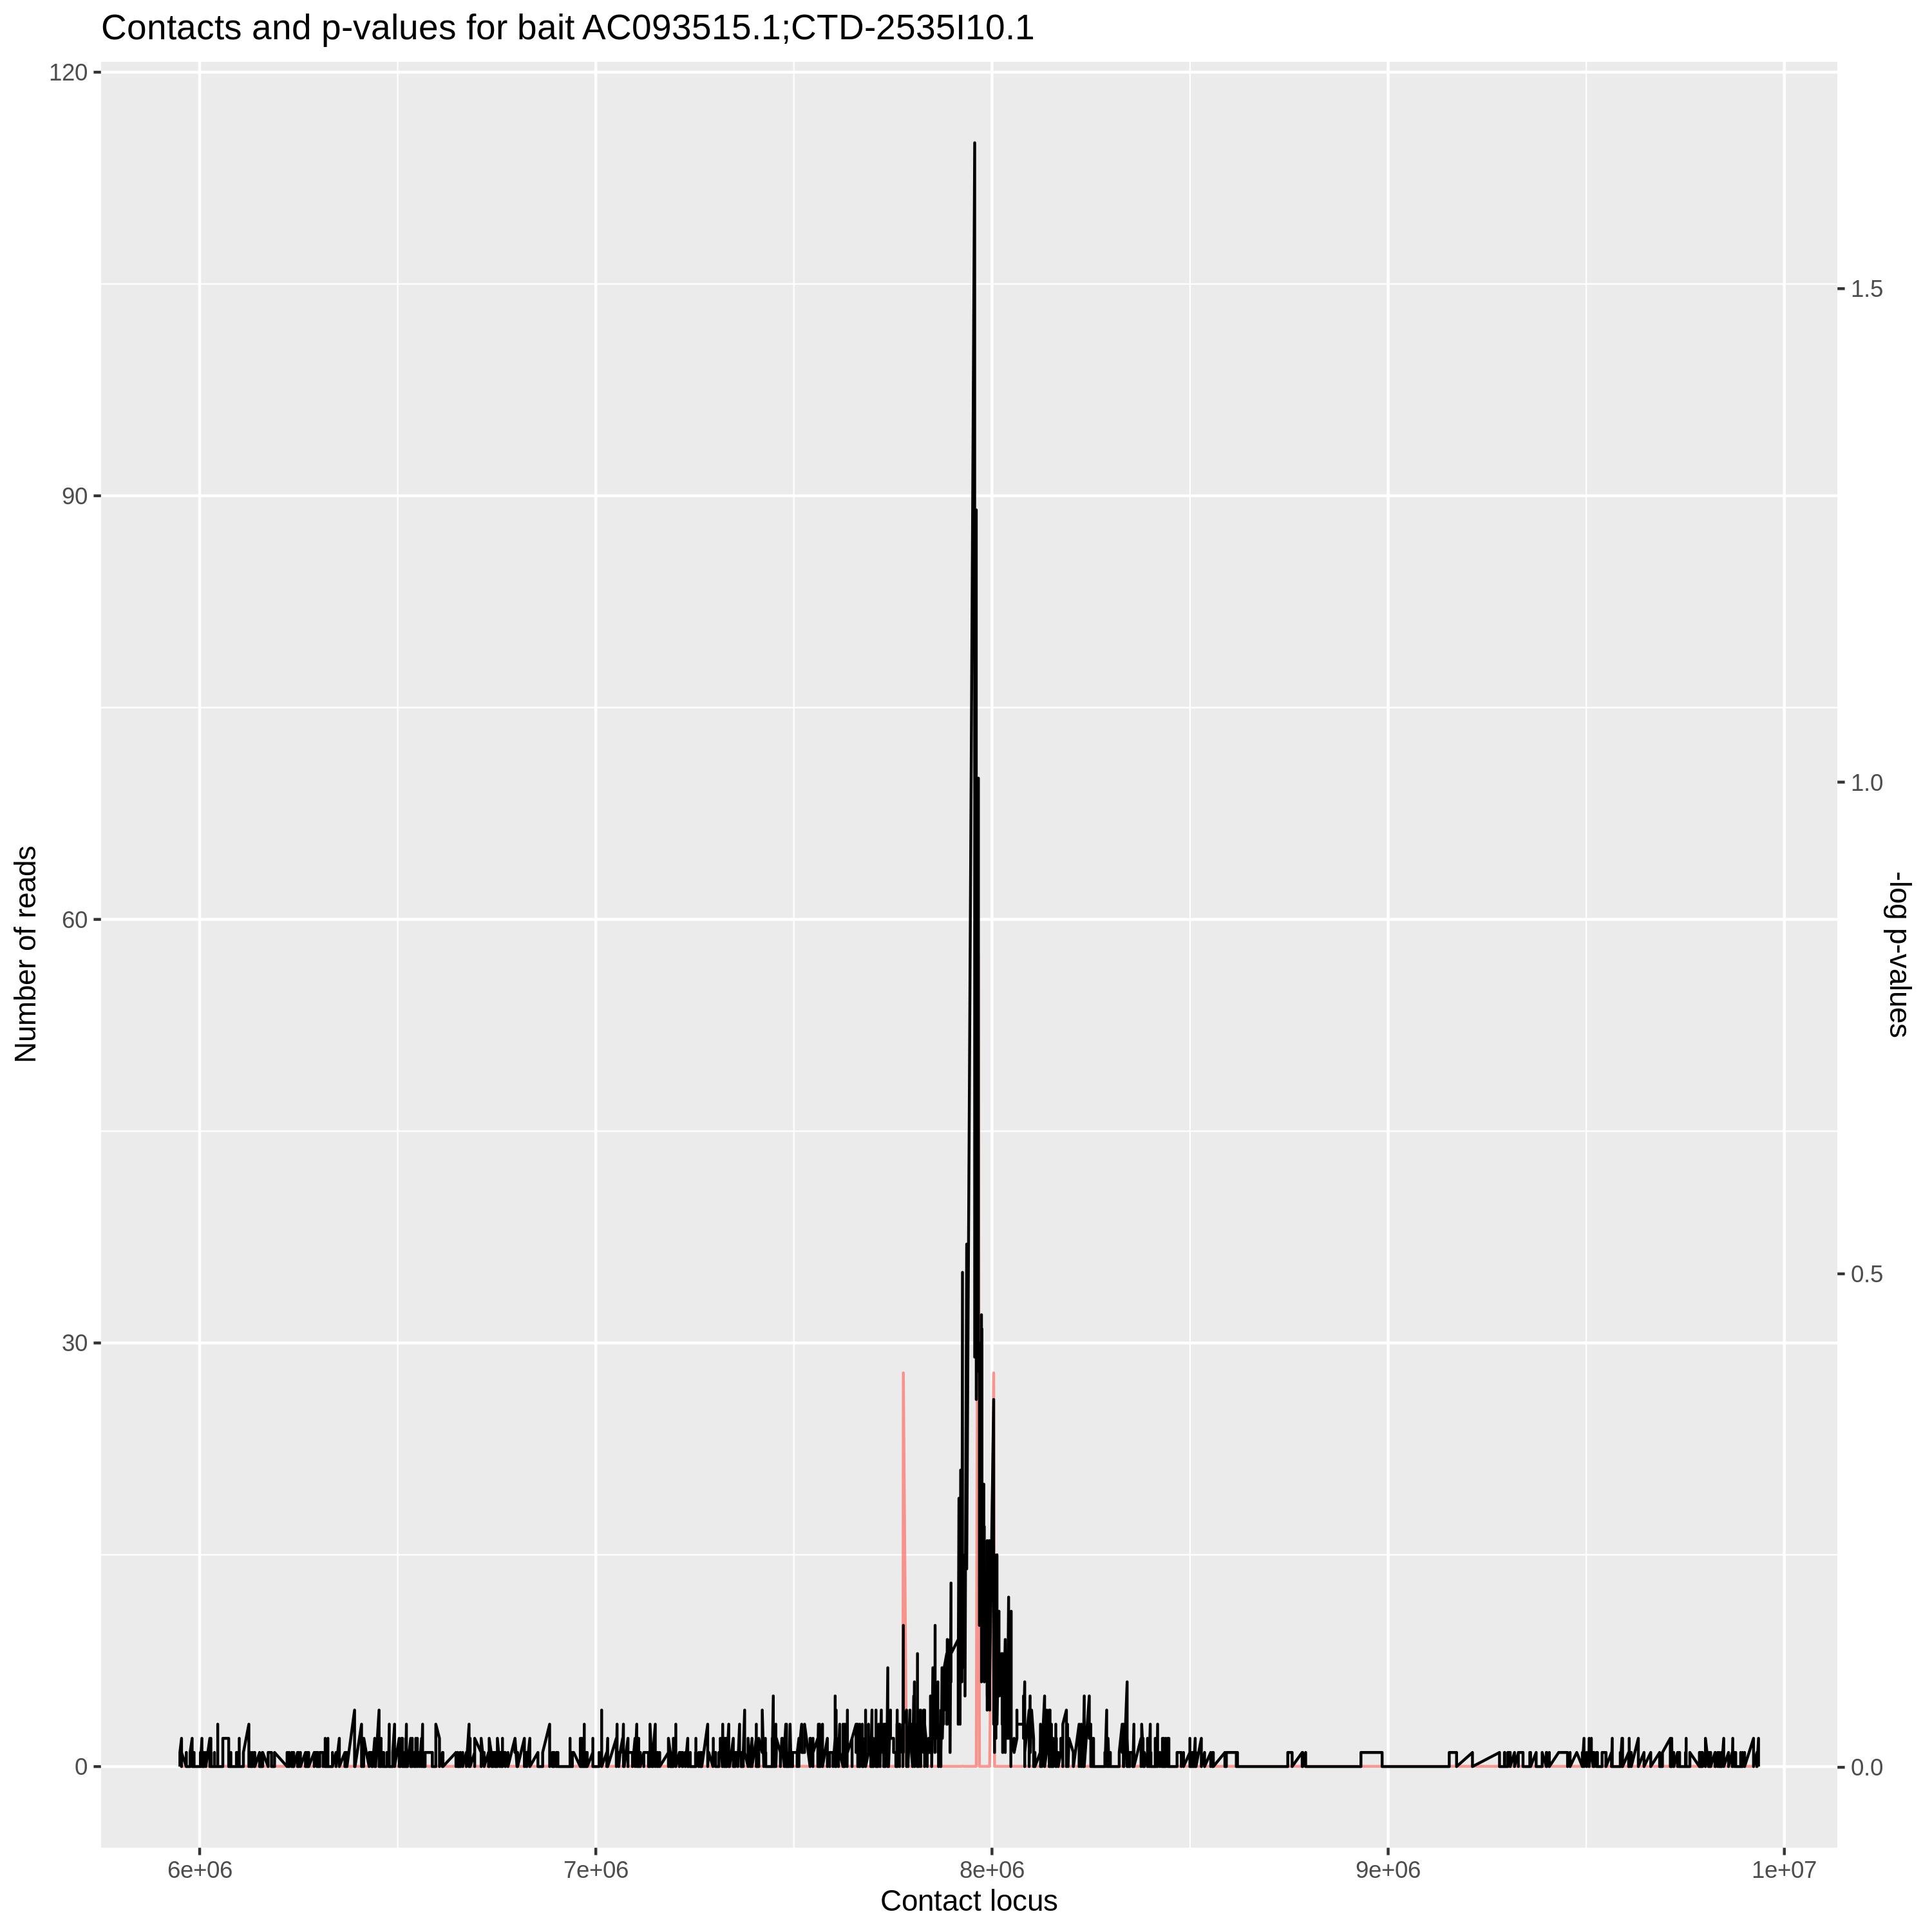 Contacts and p-values for bait AC093515.1;CTD-2535I10.1
120
90
60
30
0
Number of reads
1.5
1.0
0.5
0.0
-log p-values
6e+06
7e+06
8e+06
9e+06
1e+07
Contact locus